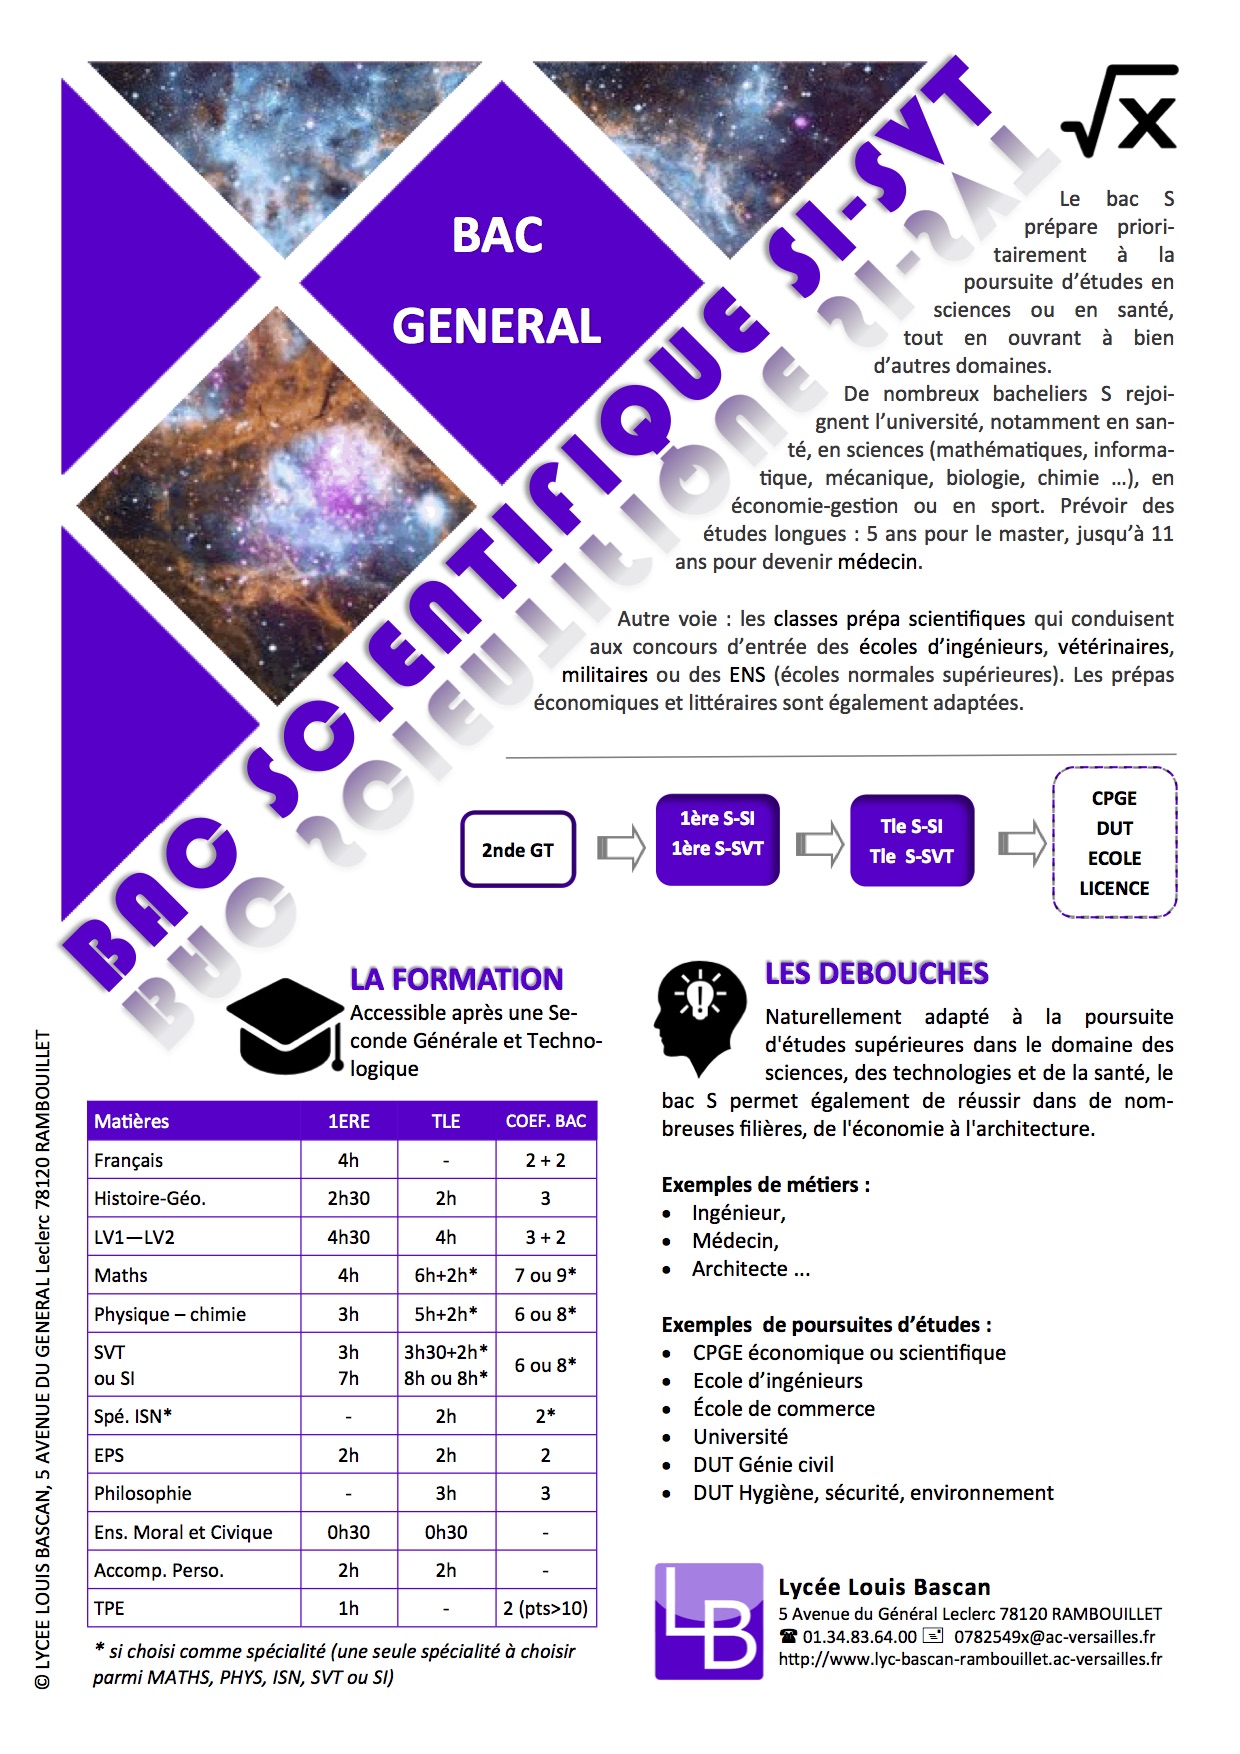 BAC
GENERAL
BAC SCIENTIFIQUE SI-SVT
√x
Le bac S
prépare priori-
tairement à la
poursuite d’études en
sciences ou en santé,
tout en ouvrant à bien
d’autres domaines.
De nombreux bacheliers S rejoi-
gnent l’université, notamment en san-
té, en sciences (mathématiques, informa-
tique, mécanique, biologie, chimie ...), en
économie-gestion ou en sport. Prévoir des
études longues : 5 ans pour le master, jusqu’à 11
ans pour devenir médecin.
Autre voie : les classes prépa scientifiques qui conduisent
aux concours d’entrée des écoles d’ingénieurs, vétérinaires,
militaires ou des ENS (écoles normales supérieures). Les prépas
économiques et littéraires sont également adaptées.
2nde GT
1ère S-SI
1ère S-SVT
Tle S-SI
Tle S-SVT
CPGE
DUT
ECOLE
LICENCE
LA FORMATION
Accessible après une Se-
conde Générale et Techno-
logique
Matières 1ERE TLE COEF. BAC
Français 4h - 2 + 2
Histoire-Géo. 2h30 2h 3
LV1—LV2 4h30 4h 3 + 2
Maths 4h 6h+2h* 7 ou 9*
Physique – chimie 3h 5h+2h* 6 ou 8*
SVT 3h 3h30+2h*
ou SI 7h 8h ou 8h* 6 ou 8*
Spé. ISN* - 2h 2*
EPS 2h 2h 2
Philosophie - 3h 3
Ens. Moral et Civique 0h30 0h30 -
Accomp. Perso. 2h 2h -
TPE 1h - 2 (pts>10)
* si choisi comme spécialité (une seule spécialité à choisir
parmi MATHS, PHYS, ISN, SVT ou SI)
LES DEBOUCHES
Naturellement adapté à la poursuite
d'études supérieures dans le domaine des
sciences, des technologies et de la santé, le
bac S permet également de réussir dans de nom-
breuses filières, de l'économie à l'architecture.
Exemples de métiers :
• Ingénieur,
• Médecin,
• Architecte ...
Exemples de poursuites d’études :
• CPGE économique ou scientifique
• Ecole d’ingénieurs
• École de commerce
• Université
• DUT Génie civil
• DUT Hygiène, sécurité, environnement
LB
Lycée Louis Bascan
5 Avenue du Général Leclerc 78120 RAMBOUILLET
☎ 01.34.83.64.00 0782549x@ac-versailles.fr
http://www.lyc-bascan-rambouillet.ac-versailles.fr
© LYCEE LOUIS BASCAN, 5 AVENUE DU GENERAL Leclerc 78120 RAMBOUILLET